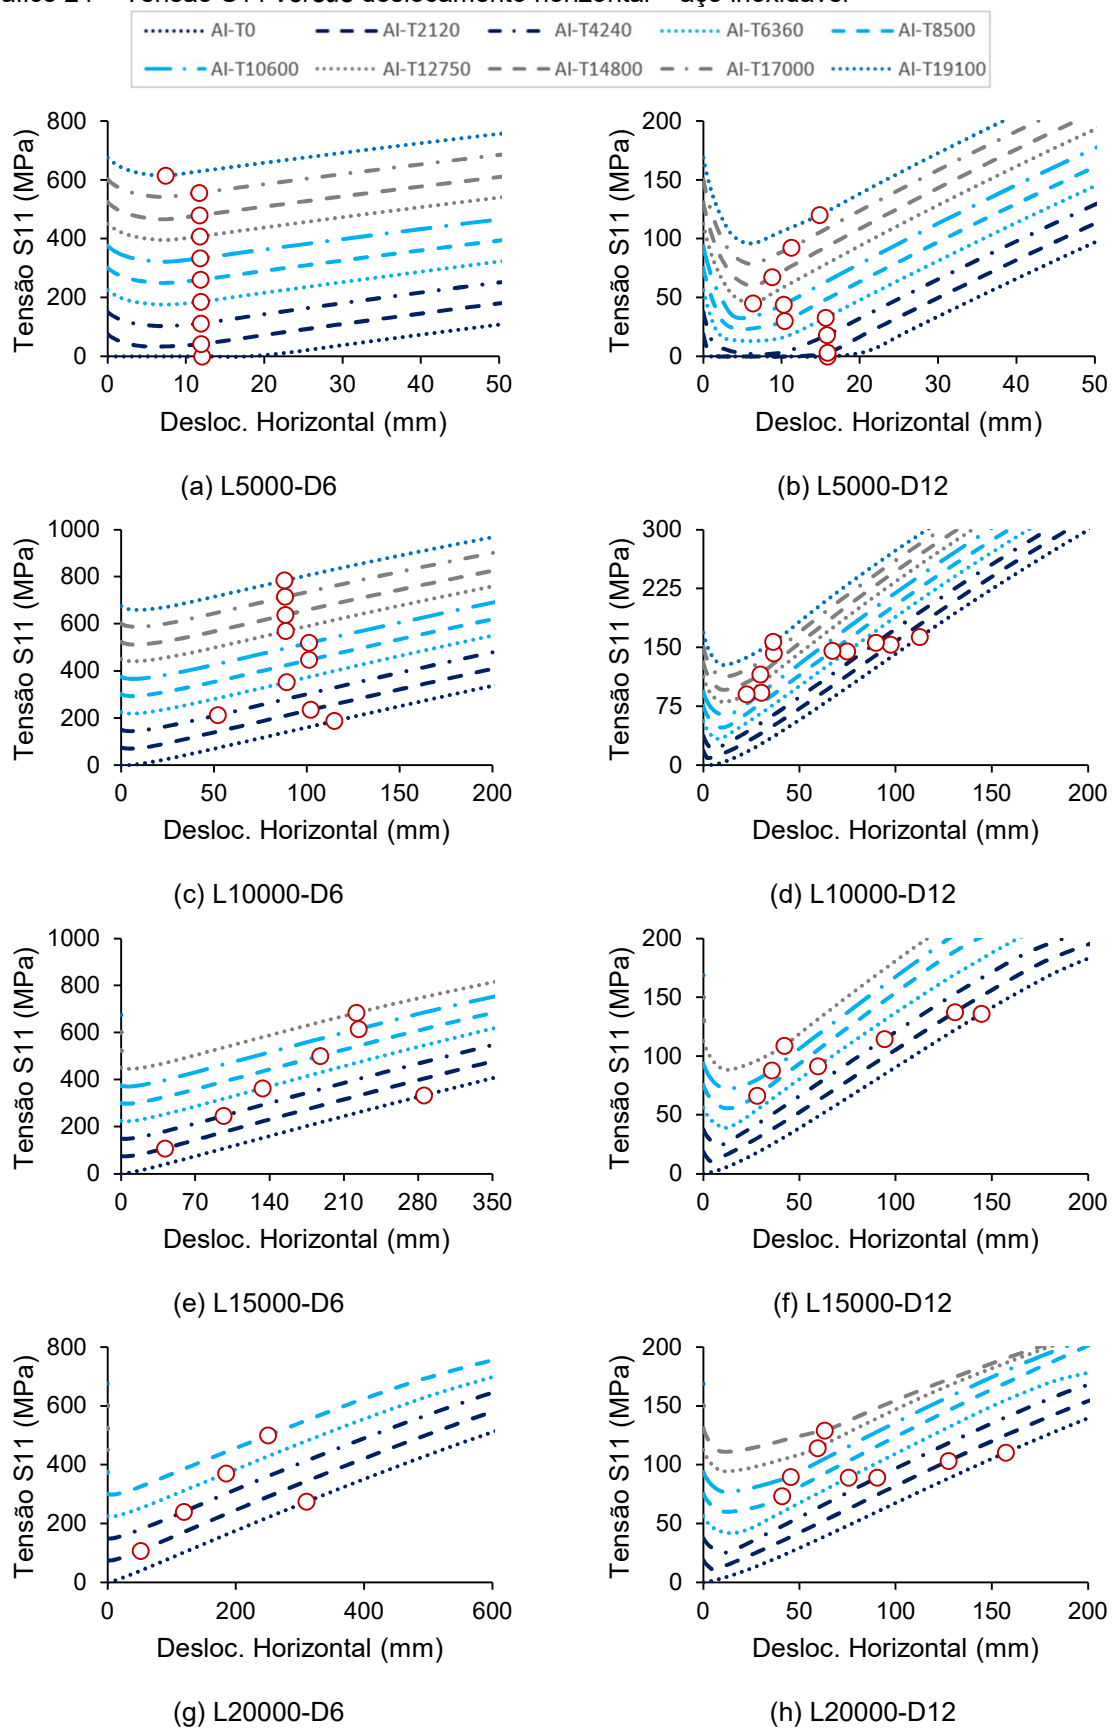 Tensão S11 versus deslocamento horizontal – aço inoxidável
AI-T0 AI-T2120 AI-T4240 AI-T6360 AI-T8500
AI-T10600 AI-T12750 AI-T14800 AI-T17000 AI-T19100
Tensão S11 (MPa)
800
600
400
200
0
0 10 20 30 40 50
Desloc. Horizontal (mm)
(a) L5000-D6
Tensão S11 (MPa)
200
150
100
50
0
0 10 20 30 40 50
Desloc. Horizontal (mm)
(b) L5000-D12
Tensão S11 (MPa)
1000
800
600
400
200
0
0 50 100 150 200
Desloc. Horizontal (mm)
(c) L10000-D6
Tensão S11 (MPa)
300
225
150
75
0
0 50 100 150 200
Desloc. Horizontal (mm)
(d) L10000-D12
Tensão S11 (MPa)
1000
800
600
400
200
0
0 70 140 210 280 350
Desloc. Horizontal (mm)
(e) L15000-D6
Tensão S11 (MPa)
200
150
100
50
0
0 50 100 150 200
Desloc. Horizontal (mm)
(f) L15000-D12
Tensão S11 (MPa)
800
600
400
200
0
0 200 400 600
Desloc. Horizontal (mm)
(g) L20000-D6
Tensão S11 (MPa)
200
150
100
50
0
0 50 100 150 200
Desloc. Horizontal (mm)
(h) L20000-D12